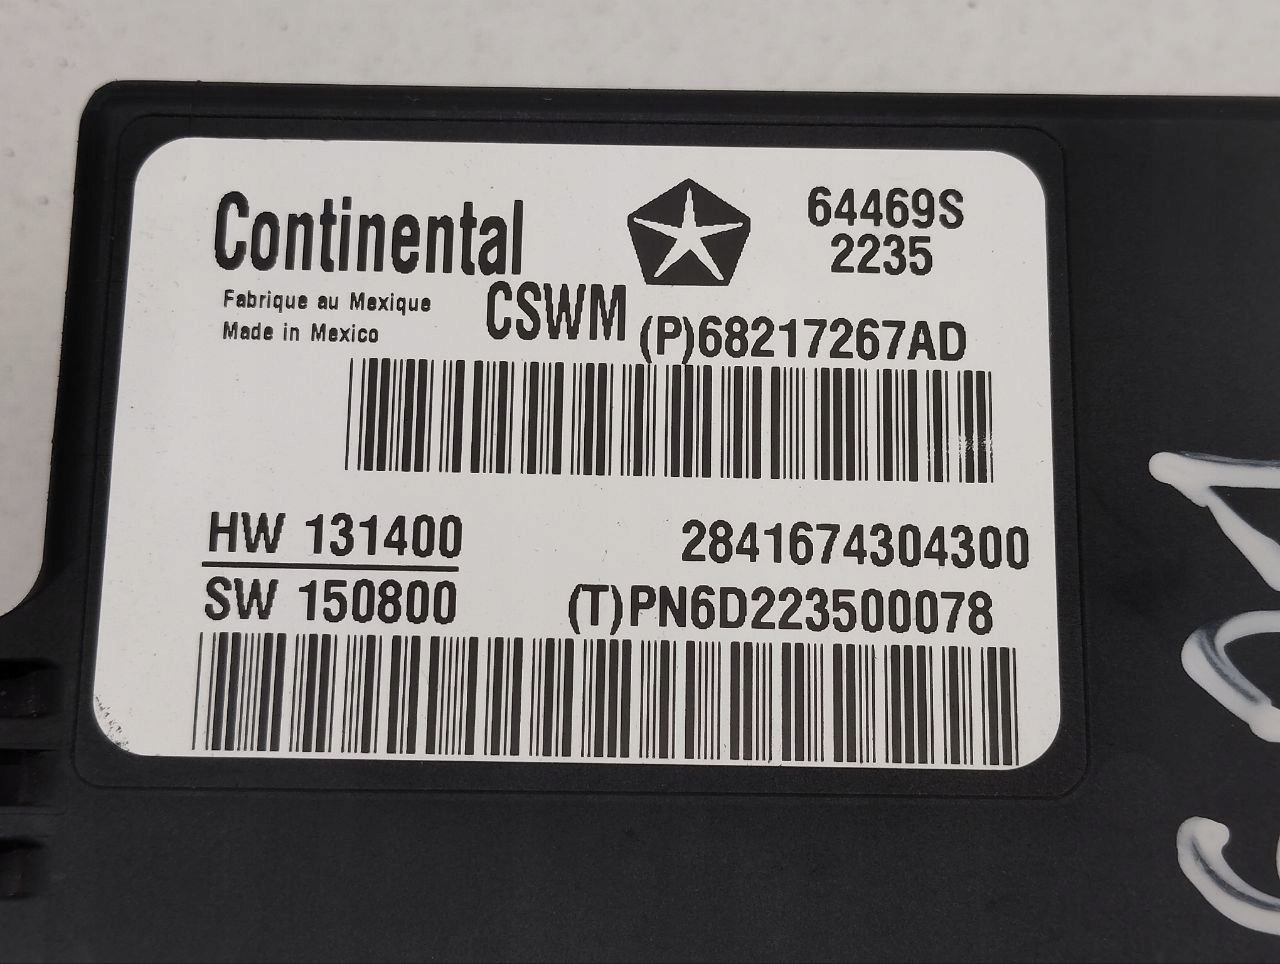 Continental
64469S
2235
Fabrique au Mexique
Made in Mexico
CSWM
(P)68217267AD
HW 131400
2841674304300
SW 150800
(T)PN6D223500078